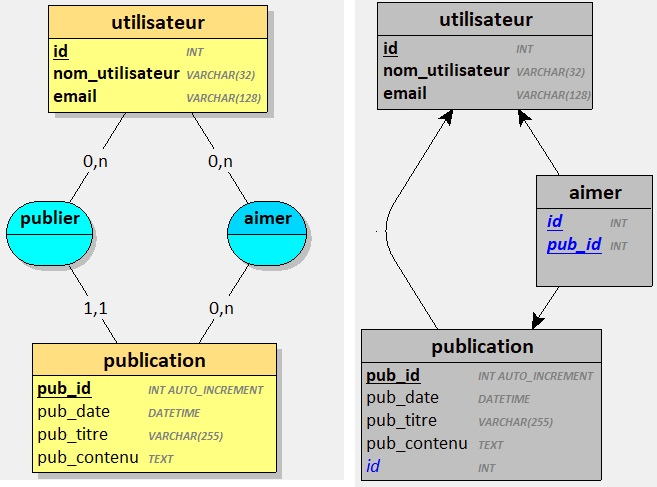 utilisateur
id INT
nom_utilisateur VARCHAR(32)
email VARCHAR(128)
0,n 0,n
publier aimer
1,1 0,n
publication
pub_id INT AUTO_INCREMENT
pub_date DATETIME
pub_titre VARCHAR(255)
pub_contenu TEXT
utilisateur
id INT
nom_utilisateur VARCHAR(32)
email VARCHAR(128)
aimer
id INT
pub_id INT
publication
pub_id INT AUTO_INCREMENT
pub_date DATETIME
pub_titre VARCHAR(255)
pub_contenu TEXT
id INT